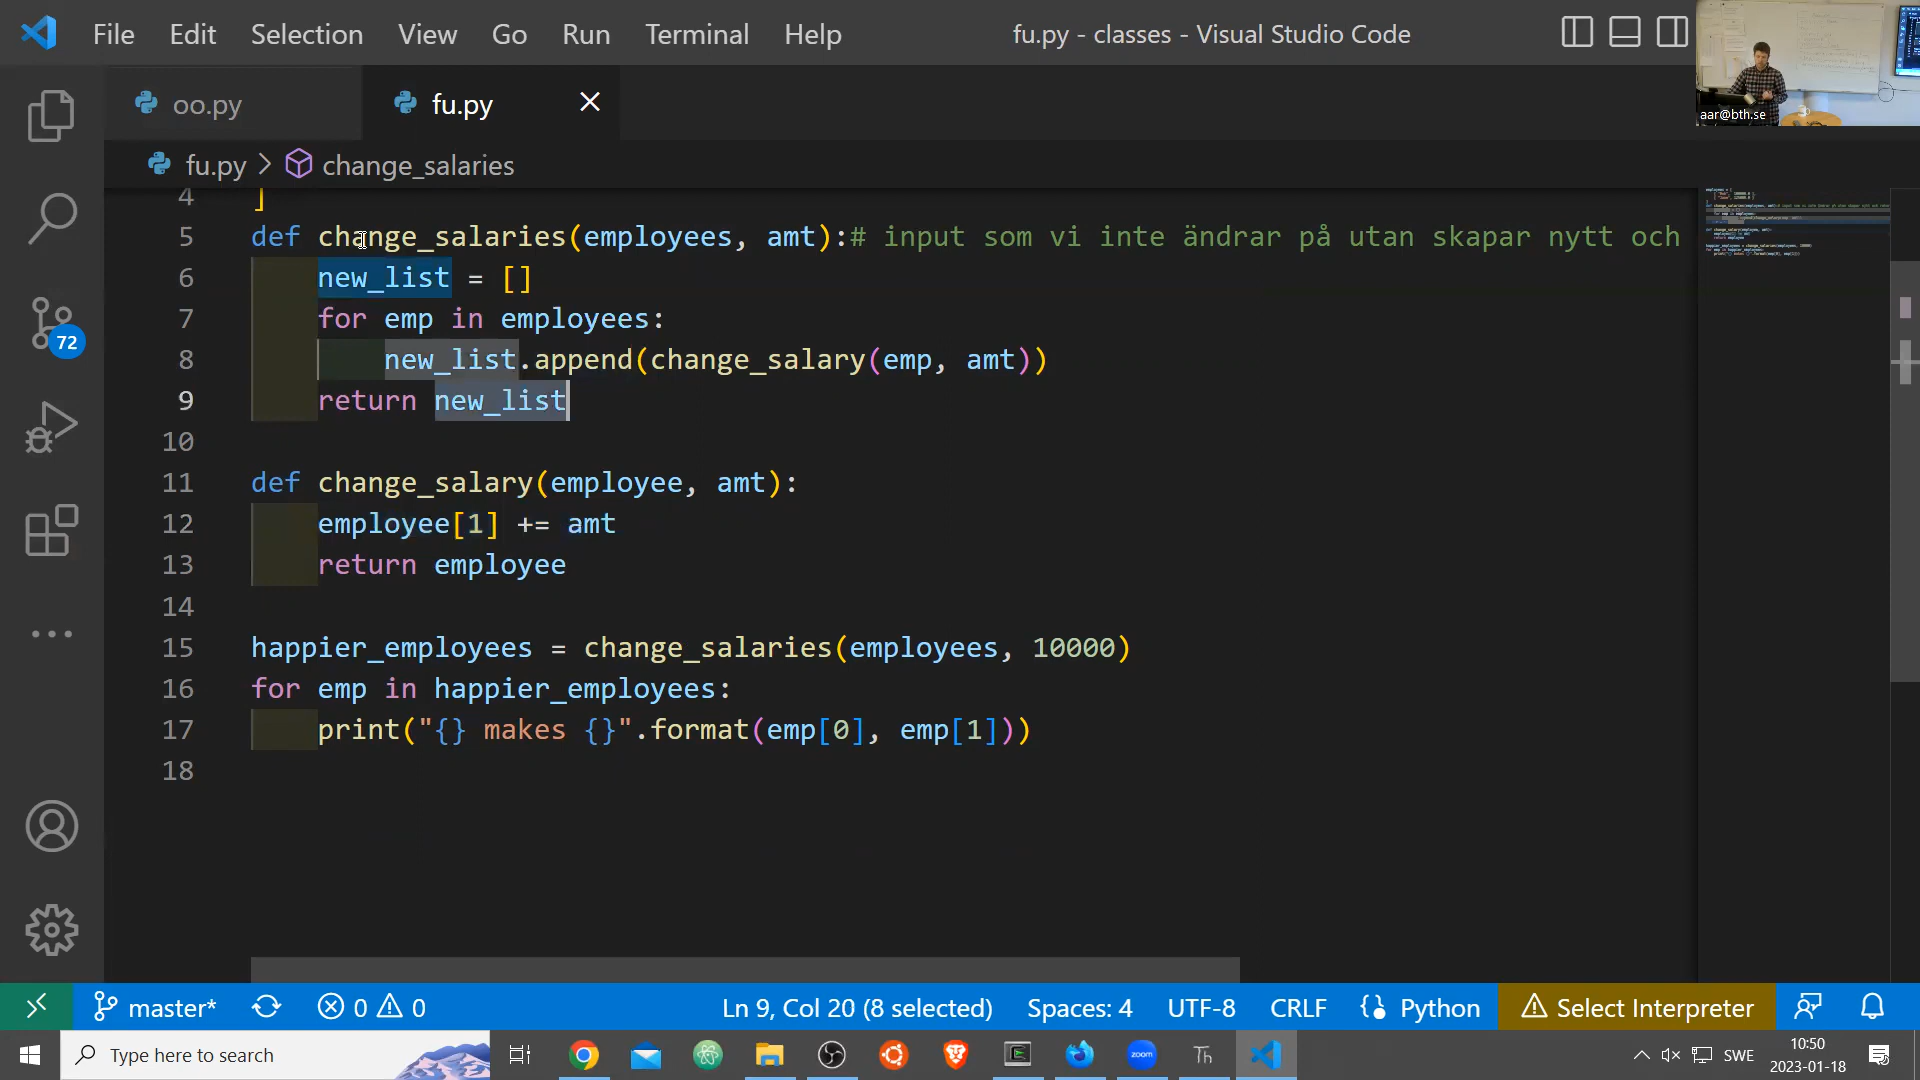 File Edit Selection View Go Run Terminal Help fu.py - classes - Visual Studio Code
aar@bth.se
oo.py fu.py
fu.py > change_salaries
4 ]
5 def change_salaries(employees, amt):# input som vi inte ändrar på utan skapar nytt och
6 new_list = []
7 for emp in employees:
8 new_list.append(change_salary(emp, amt))
9 return new_list
10
11 def change_salary(employee, amt):
12 employee[1] += amt
13 return employee
14
15 happier_employees = change_salaries(employees, 10000)
16 for emp in happier_employees:
17 print("{} makes {}".format(emp[0], emp[1]))
18
72
master* 0 0 Ln 9, Col 20 (8 selected) Spaces: 4 UTF-8 CRLF Python Select Interpreter
Type here to search zoom Th SWE 10:50
2023-01-18